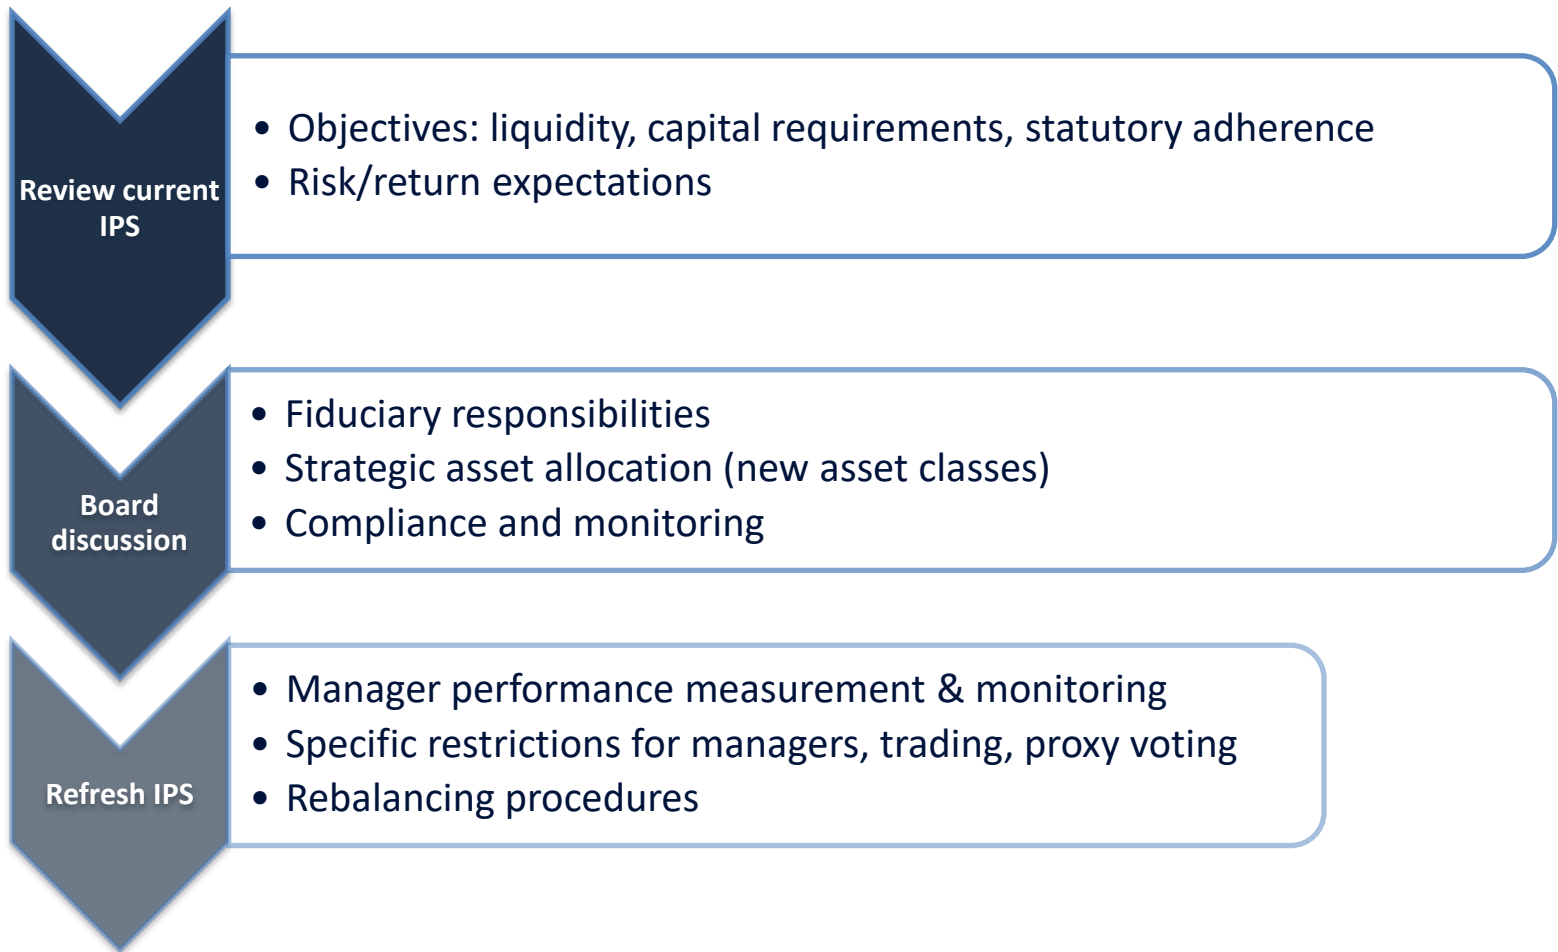 Review current
IPS
• Objectives: liquidity, capital requirements, statutory adherence
• Risk/return expectations
Board
discussion
• Fiduciary responsibilities
• Strategic asset allocation (new asset classes)
• Compliance and monitoring
Refresh IPS
• Manager performance measurement & monitoring
• Specific restrictions for managers, trading, proxy voting
• Rebalancing procedures